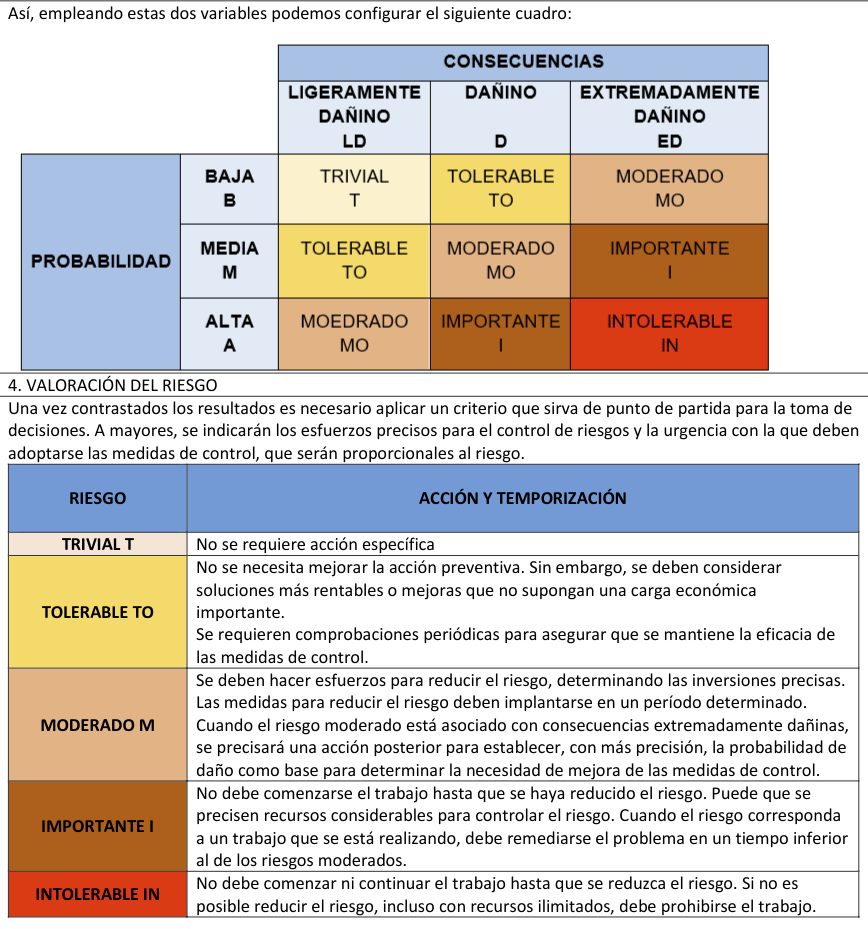 Así, empleando estas dos variables podemos configurar el siguiente cuadro:
CONSECUENCIAS
LIGERAMENTE
DAÑINO
LD
DAÑINO
D
EXTREMADAMENTE
DAÑINO
ED
PROBABILIDAD
BAJA
B
TRIVIAL
T
TOLERABLE
TO
MODERADO
MO
MEDIA
M
TOLERABLE
TO
MODERADO
MO
IMPORTANTE
I
ALTA
A
MOEDRADO
MO
IMPORTANTE
I
INTOLERABLE
IN
4. VALORACIÓN DEL RIESGO
Una vez contrastados los resultados es necesario aplicar un criterio que sirva de punto de partida para la toma de
decisiones. A mayores, se indicarán los esfuerzos precisos para el control de riesgos y la urgencia con la que deben
adoptarse las medidas de control, que serán proporcionales al riesgo.
RIESGO
ACCIÓN Y TEMPORIZACIÓN
TRIVIAL T
No se requiere acción específica
TOLERABLE TO
No se necesita mejorar la acción preventiva. Sin embargo, se deben considerar
soluciones más rentables o mejoras que no supongan una carga económica
importante.
Se requieren comprobaciones periódicas para asegurar que se mantiene la eficacia de
las medidas de control.
MODERADO M
Se deben hacer esfuerzos para reducir el riesgo, determinando las inversiones precisas.
Las medidas para reducir el riesgo deben implantarse en un período determinado.
Cuando el riesgo moderado está asociado con consecuencias extremadamente dañinas,
se precisará una acción posterior para establecer, con más precisión, la probabilidad de
daño como base para determinar la necesidad de mejora de las medidas de control.
IMPORTANTE I
No debe comenzarse el trabajo hasta que se haya reducido el riesgo. Puede que se
precisen recursos considerables para controlar el riesgo. Cuando el riesgo corresponda
a un trabajo que se está realizando, debe remediarse el problema en un tiempo inferior
al de los riesgos moderados.
INTOLERABLE IN
No debe comenzar ni continuar el trabajo hasta que se reduzca el riesgo. Si no es
posible reducir el riesgo, incluso con recursos ilimitados, debe prohibirse el trabajo.